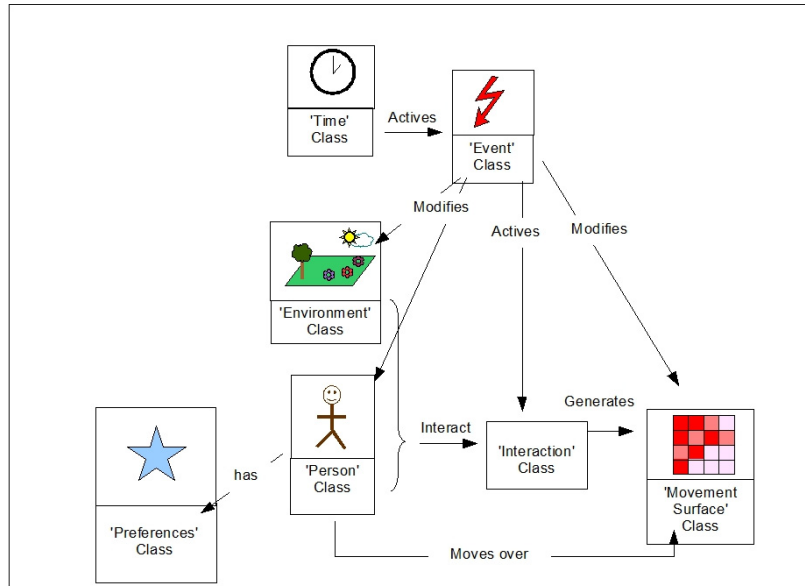 'Time'
Class
Actives
'Event'
Class
Modifies
Actives
Modifies
'Environment'
Class
Generates
Interact
'Interaction'
Class
has
'Person'
Class
'Preferences'
Class
'Movement
Surface'
Class
Moves over